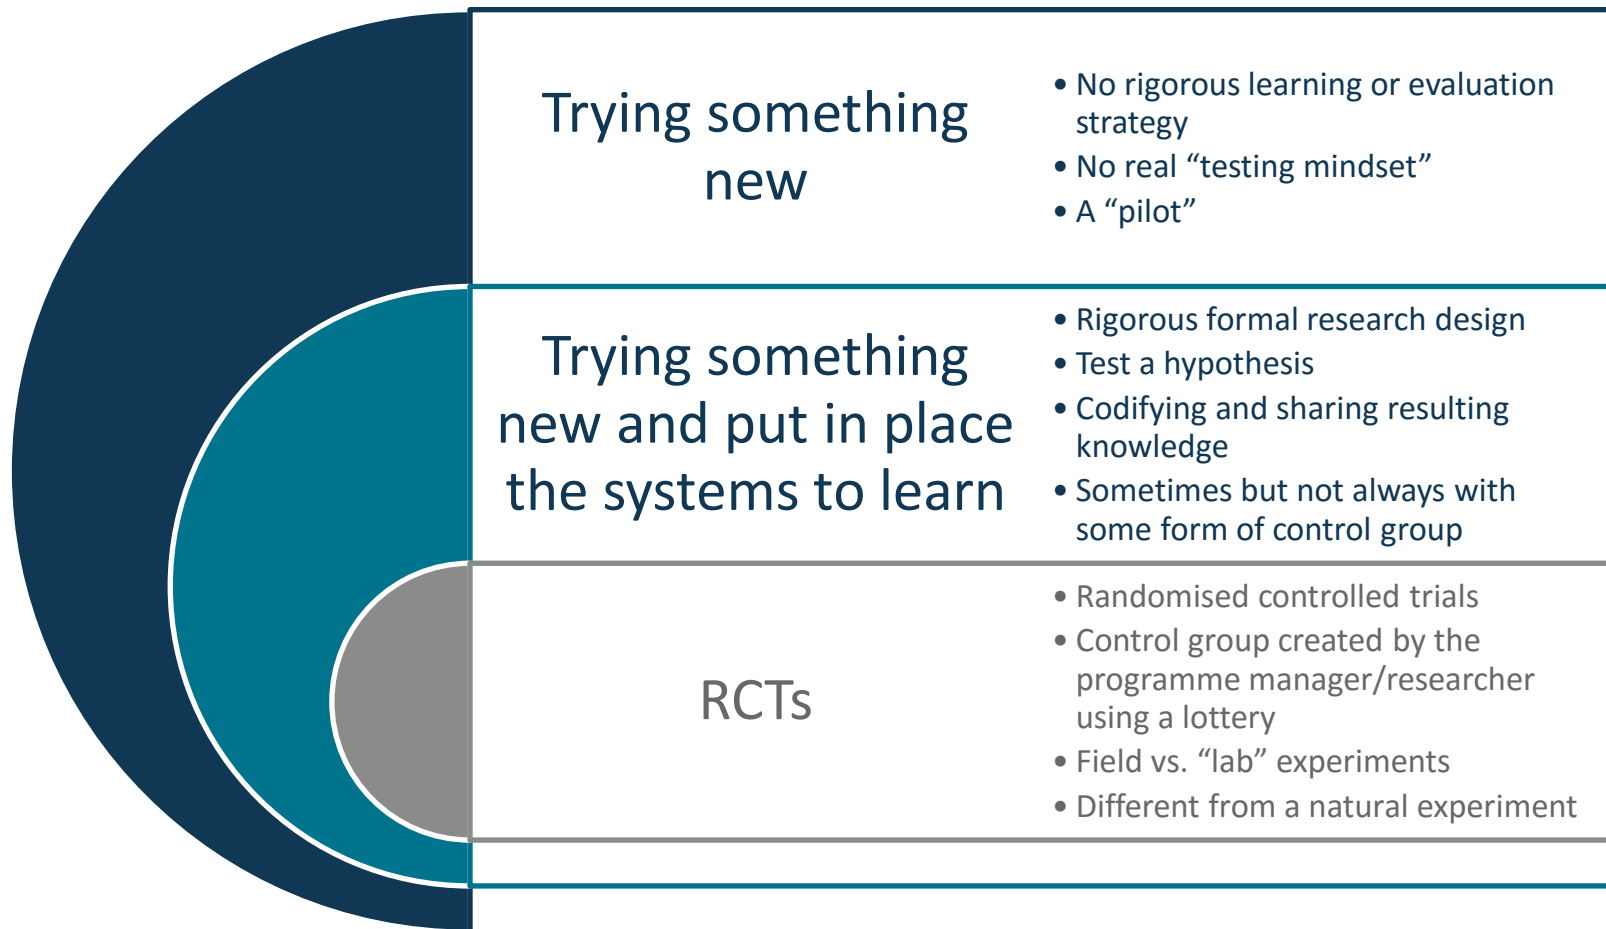 Trying something
new
• No rigorous learning or evaluation
strategy
• No real “testing mindset”
• A “pilot”
Trying something
new and put in place
the systems to learn
• Rigorous formal research design
• Test a hypothesis
• Codifying and sharing resulting
knowledge
• Sometimes but not always with
some form of control group
RCTs
• Randomised controlled trials
• Control group created by the
programme manager/researcher
using a lottery
• Field vs. “lab” experiments
• Different from a natural experiment